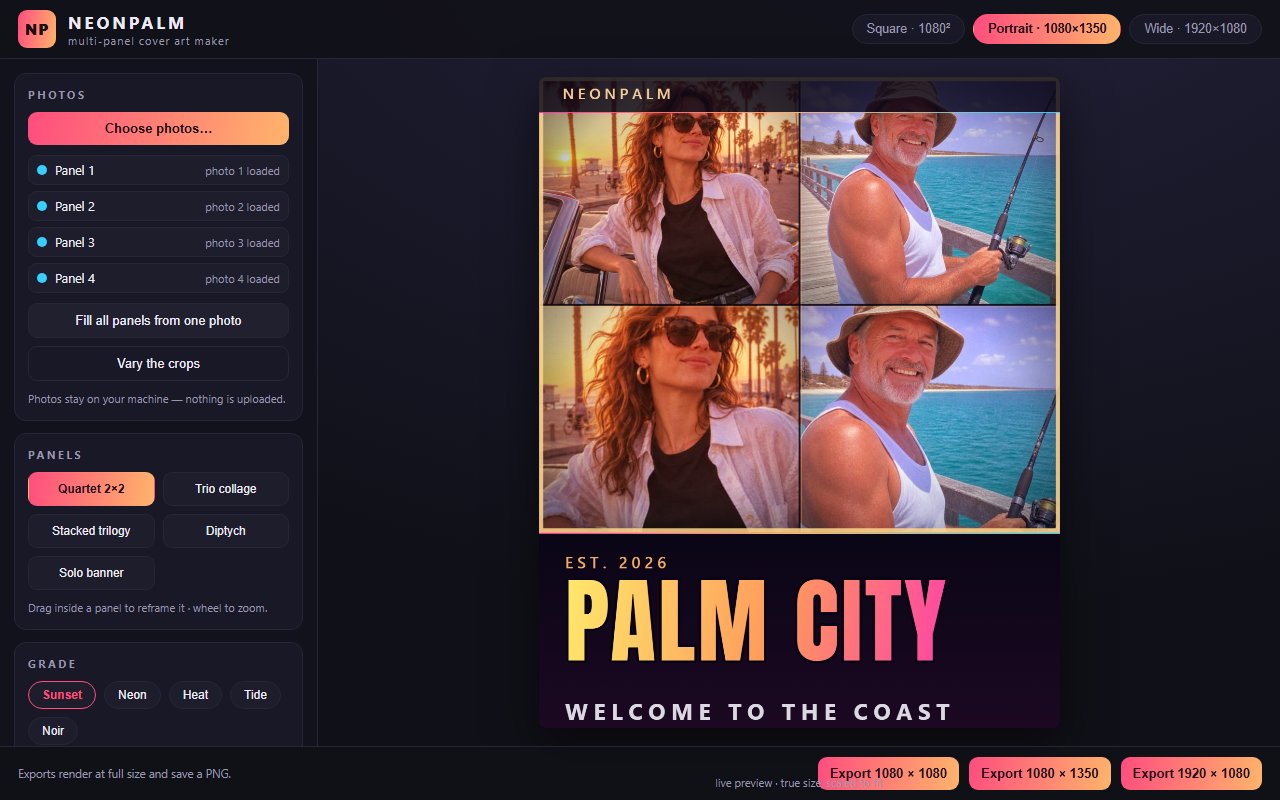 NP
NEONPALM
multi-panel cover art maker
Square · 1080²
Portrait · 1080×1350
Wide · 1920×1080
PHOTOS
Choose photos…
Panel 1 photo 1 loaded
Panel 2 photo 2 loaded
Panel 3 photo 3 loaded
Panel 4 photo 4 loaded
Fill all panels from one photo
Vary the crops
Photos stay on your machine — nothing is uploaded.
PANELS
Quartet 2×2
Trio collage
Stacked trilogy
Diptych
Solo banner
Drag inside a panel to reframe it · wheel to zoom.
GRADE
Sunset
Neon
Heat
Tide
Noir
NEONPALM
EST. 2026
PALM CITY
WELCOME TO THE COAST
Exports render at full size and save a PNG.
live preview · true size
Export 1080 × 1080
Export 1080 × 1350
Export 1920 × 1080